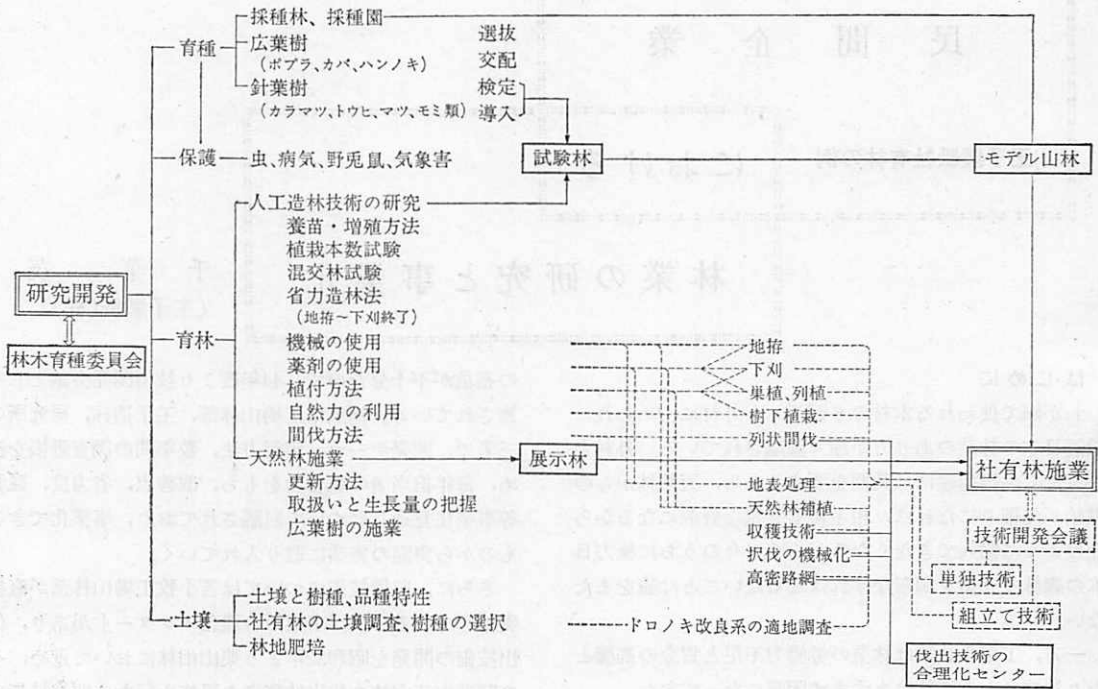 採種林、採種園
育種
広葉樹
(ポプラ、カバ、ハンノキ)
針葉樹
(カラマツ、トウヒ、マツ、モミ類)
選抜
交配
検定
導入
保護
虫、病気、野兎鼠、気象害
試験林
モデル山林
人工造林技術の研究
養苗・増殖方法
植栽本数試験
混交林試験
省力造林法
(地拵~下刈終了)
研究開発
林木育種委員会
育林
機械の使用
薬剤の使用
植付方法
自然力の利用
間伐方法
地拵
下刈
巣植、列植
樹下植栽
列状間伐
天然林施業
展示林
社有林施業
更新方法
択抜いと生長量の把握
広葉樹の施業
地表処理
天然林補植
収穫技術
択伐の機械化
高密路網
技術開発会議
単独技術
組立て技術
土壌
土壌と樹種、品種特性
社有林の土壌調査、樹種の選択
林地肥培
ドロノキ改良系の適地調査
伐出技術の
合理化センター